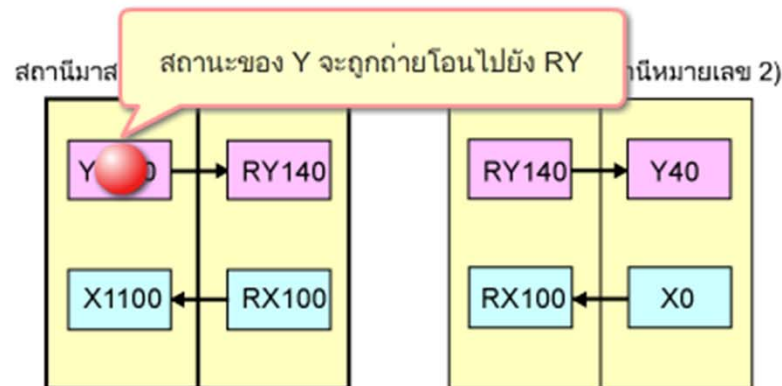 สถานะของ Y จะถูกถ่ายโอนไปยัง RY
สถานีมาส
นีหมายเลข 2)
RY140
RY140
Y40
X1100
RX100
RX100
X0